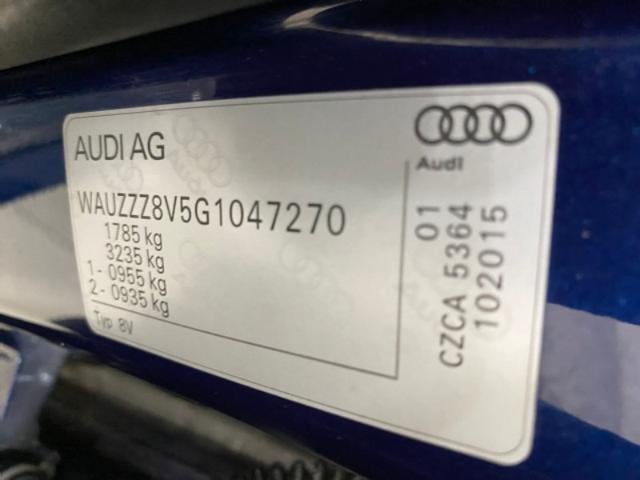 AUDI AG
WAUZZZ8V5G1047270
1785 kg
3235 kg
1- 0955 kg
2- 0935 kg
Typ 8V
Audi
01
CZCA 5364
102015